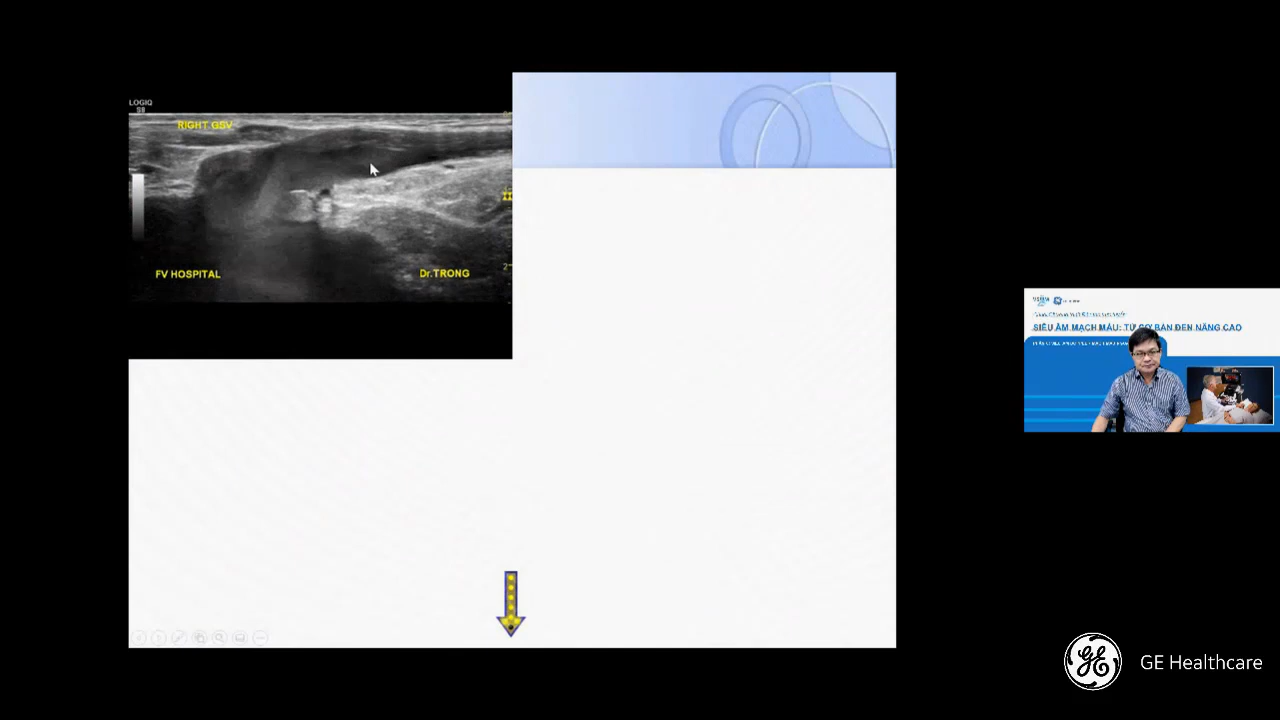 LOGIQ
S8
RIGHT GSV
FV HOSPITAL
Dr.TRONG
2
SIÊU ÂM MẠCH MÁU: TỪ CƠ BẢN ĐẾN NÂNG CAO
GE Healthcare